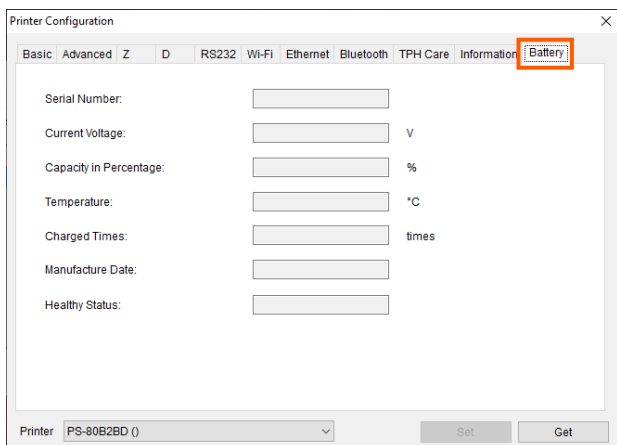 Printer Configuration
Basic Advanced Z D RS232 Wi-Fi Ethernet Bluetooth TPH Care Information Battery
Serial Number:
Current Voltage: V
Capacity in Percentage: %
Temperature: °C
Charged Times: times
Manufacture Date:
Healthy Status:
Printer PS-80B2BD () Set Get